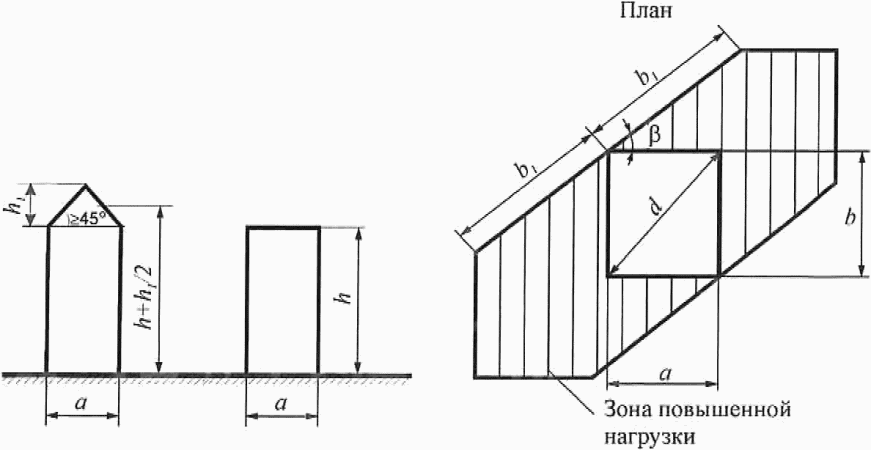 План
h₁
≥45°
h+h₁/2
h
a
a
b₁
b₁
β
d
b
a
Зона повышенной
нагрузки